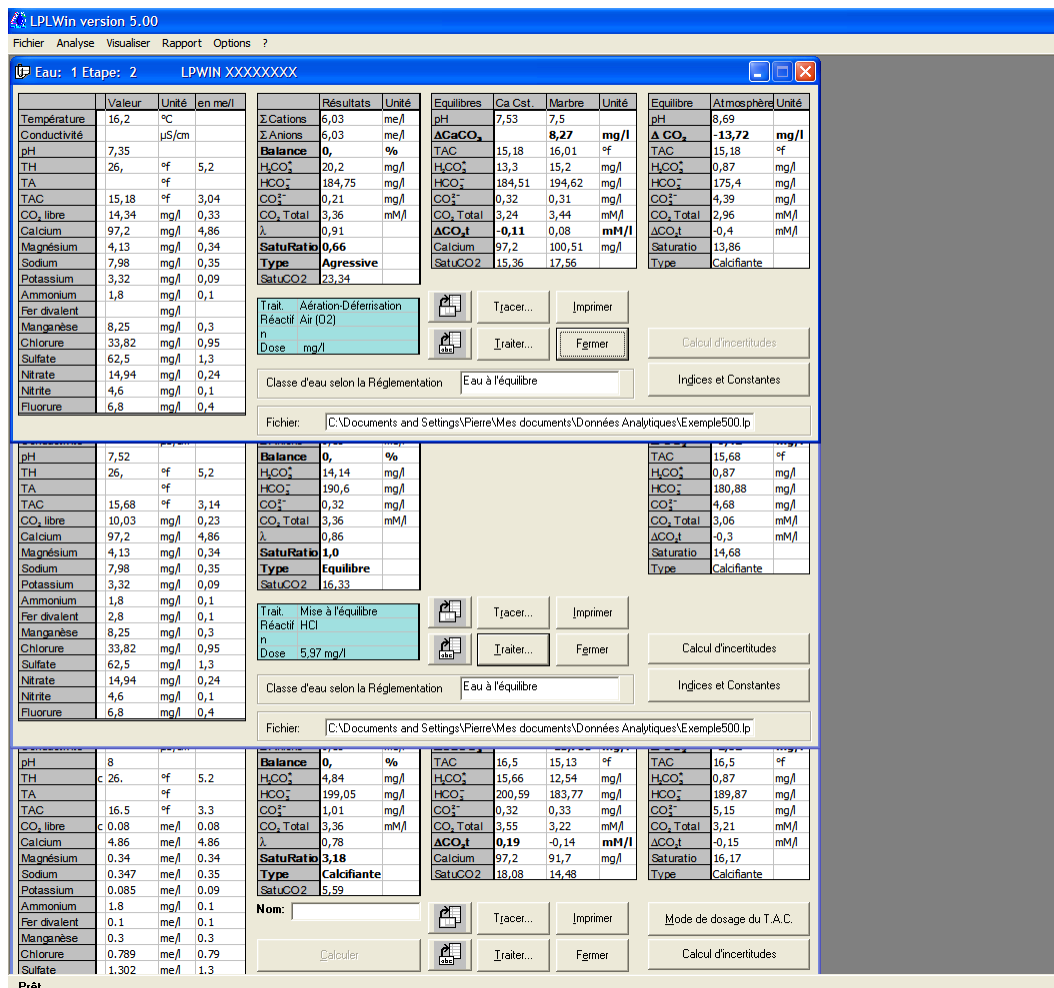 LPLWin version 5.00
Fichier Analyse Visualiser Rapport Options ?
Eau: 1 Etape: 2 LPWIN XXXXXXXX
Valeur Unité en me/l
Température 16,2 °C
Conductivité µS/cm
pH 7,35
TH 26, °f 5,2
TA °f
TAC 15,18 °f 3,04
CO₂ libre 14,34 mg/l 0,33
Calcium 97,2 mg/l 4,86
Magnésium 4,13 mg/l 0,34
Sodium 7,98 mg/l 0,35
Potassium 3,32 mg/l 0,09
Ammonium 1,8 mg/l 0,1
Fer divalent mg/l
Manganèse 8,25 mg/l 0,3
Chlorure 33,82 mg/l 0,95
Sulfate 62,5 mg/l 1,3
Nitrate 14,94 mg/l 0,24
Nitrite 4,6 mg/l 0,1
Fluorure 6,8 mg/l 0,4
Résultats Unité
Σ Cations 6,03 me/l
Σ Anions 6,03 me/l
Balance 0, %
H₂CO₃* 20,2 mg/l
HCO₃⁻ 184,75 mg/l
CO₃²⁻ 0,21 mg/l
CO₂ Total 3,36 mM/l
λ 0,91
SatuRatio 0,66
Type Agressive
SatuCO2 23,34
Equilibres Ca Cst. Marbre Unité
pH 7,53 7,5
ΔCaCO₃ 8,27 mg/l
TAC 15,18 16,01 °f
H₂CO₃* 13,3 15,2 mg/l
HCO₃⁻ 184,51 194,62 mg/l
CO₃²⁻ 0,32 0,31 mg/l
CO₂ Total 3,24 3,44 mM/l
ΔCO₂t -0,11 0,08 mM/l
Calcium 97,2 100,51 mg/l
SatuCO2 15,36 17,56
Equilibre Atmosphère Unité
pH 8,69
Δ CO₂ -13,72 mg/l
TAC 15,18 °f
H₂CO₃* 0,87 mg/l
HCO₃⁻ 175,4 mg/l
CO₃²⁻ 4,39 mg/l
CO₂ Total 2,96 mM/l
ΔCO₂t -0,4 mM/l
Saturatio 13,86
Type Calcifiante
Trait. Aération-Déferrisation
Réactif Air (O2)
n
Dose mg/l
Tracer... Imprimer
Traiter... Fermer
Calcul d'incertitudes
Indices et Constantes
Classe d'eau selon la Réglementation Eau à l'équilibre
Fichier: C:\Documents and Settings\Pierre\Mes documents\Données Analytiques\Exemple500.lp
pH 7,52
TH 26, °f 5,2
TA °f
TAC 15,68 °f 3,14
CO₂ libre 10,03 mg/l 0,23
Calcium 97,2 mg/l 4,86
Magnésium 4,13 mg/l 0,34
Sodium 7,98 mg/l 0,35
Potassium 3,32 mg/l 0,09
Ammonium 1,8 mg/l 0,1
Fer divalent 2,8 mg/l 0,1
Manganèse 8,25 mg/l 0,3
Chlorure 33,82 mg/l 0,95
Sulfate 62,5 mg/l 1,3
Nitrate 14,94 mg/l 0,24
Nitrite 4,6 mg/l 0,1
Fluorure 6,8 mg/l 0,4
Balance 0, %
H₂CO₃* 14,14 mg/l
HCO₃⁻ 190,6 mg/l
CO₃²⁻ 0,32 mg/l
CO₂ Total 3,36 mM/l
λ 0,86
SatuRatio 1,0
Type Equilibre
SatuCO2 16,33
TAC 15,68 °f
H₂CO₃* 0,87 mg/l
HCO₃⁻ 180,88 mg/l
CO₃²⁻ 4,68 mg/l
CO₂ Total 3,06 mM/l
ΔCO₂t -0,3 mM/l
Saturatio 14,68
Type Calcifiante
Trait. Mise à l'équilibre
Réactif HCl
n
Dose 5,97 mg/l
Tracer... Imprimer
Traiter... Fermer
Calcul d'incertitudes
Indices et Constantes
Classe d'eau selon la Réglementation Eau à l'équilibre
Fichier: C:\Documents and Settings\Pierre\Mes documents\Données Analytiques\Exemple500.lp
pH 8
TH c 26. °f 5.2
TA °f
TAC 16.5 °f 3.3
CO₂ libre c 0.08 me/l 0.08
Calcium 4.86 me/l 4.86
Magnésium 0.34 me/l 0.34
Sodium 0.347 me/l 0.35
Potassium 0.085 me/l 0.09
Ammonium 1.8 mg/l 0.1
Fer divalent 0.1 me/l 0.1
Manganèse 0.3 me/l 0.3
Chlorure 0.789 me/l 0.79
Sulfate 1.302 me/l 1.3
Balance 0, %
H₂CO₃* 4,84 mg/l
HCO₃⁻ 199,05 mg/l
CO₃²⁻ 1,01 mg/l
CO₂ Total 3,36 mM/l
λ 0,78
SatuRatio 3,18
Type Calcifiante
SatuCO2 5,59
TAC 16,5 15,13 °f
H₂CO₃* 15,66 12,54 mg/l
HCO₃⁻ 200,59 183,77 mg/l
CO₃²⁻ 0,32 0,33 mg/l
CO₂ Total 3,55 3,22 mM/l
ΔCO₂t 0,19 -0,14 mM/l
Calcium 97,2 91,7 mg/l
SatuCO2 18,08 14,48
TAC 16,5 °f
H₂CO₃* 0,87 mg/l
HCO₃⁻ 189,87 mg/l
CO₃²⁻ 5,15 mg/l
CO₂ Total 3,21 mM/l
ΔCO₂t -0,15 mM/l
Saturatio 16,17
Type Calcifiante
Nom:
Calculer
Tracer... Imprimer
Traiter... Fermer
Mode de dosage du T.A.C.
Calcul d'incertitudes
Prêt